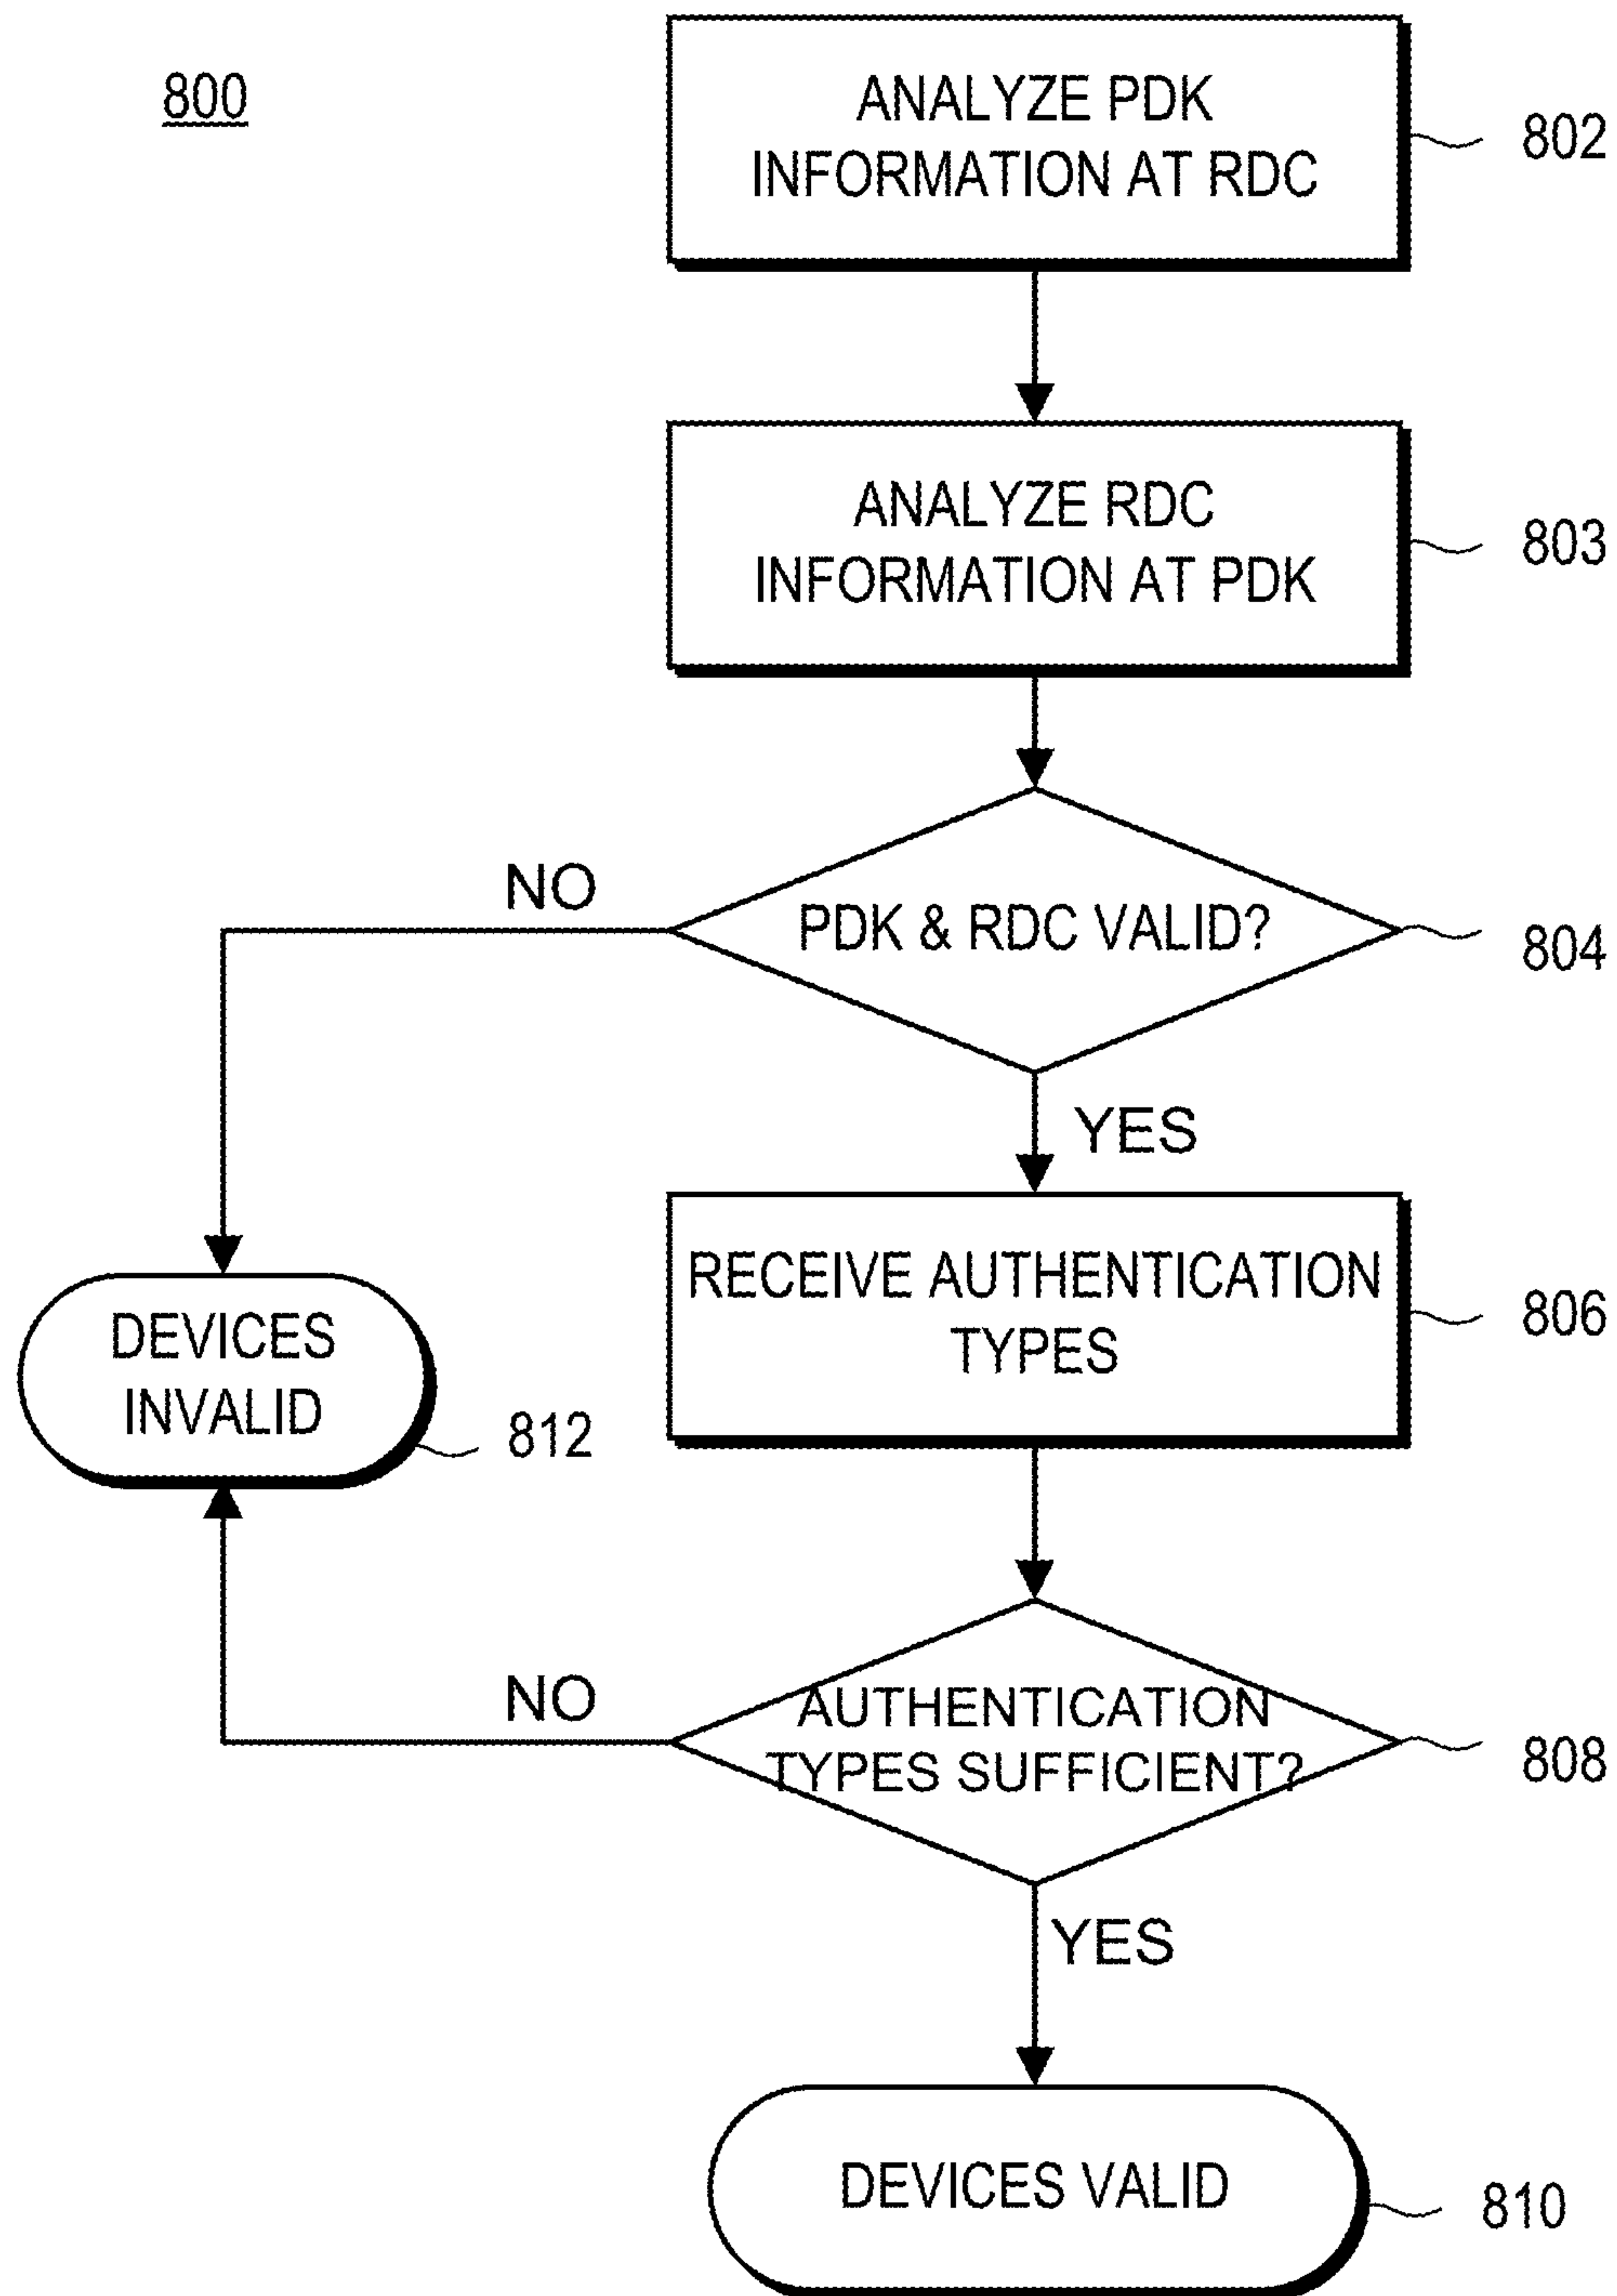 800
ANALYZE PDK
INFORMATION AT RDC
802
ANALYZE RDC
INFORMATION AT PDK
803
NO
PDK & RDC VALID?
804
YES
RECEIVE AUTHENTICATION
TYPES
806
DEVICES
INVALID
812
NO
AUTHENTICATION
TYPES SUFFICIENT?
808
YES
DEVICES VALID
810